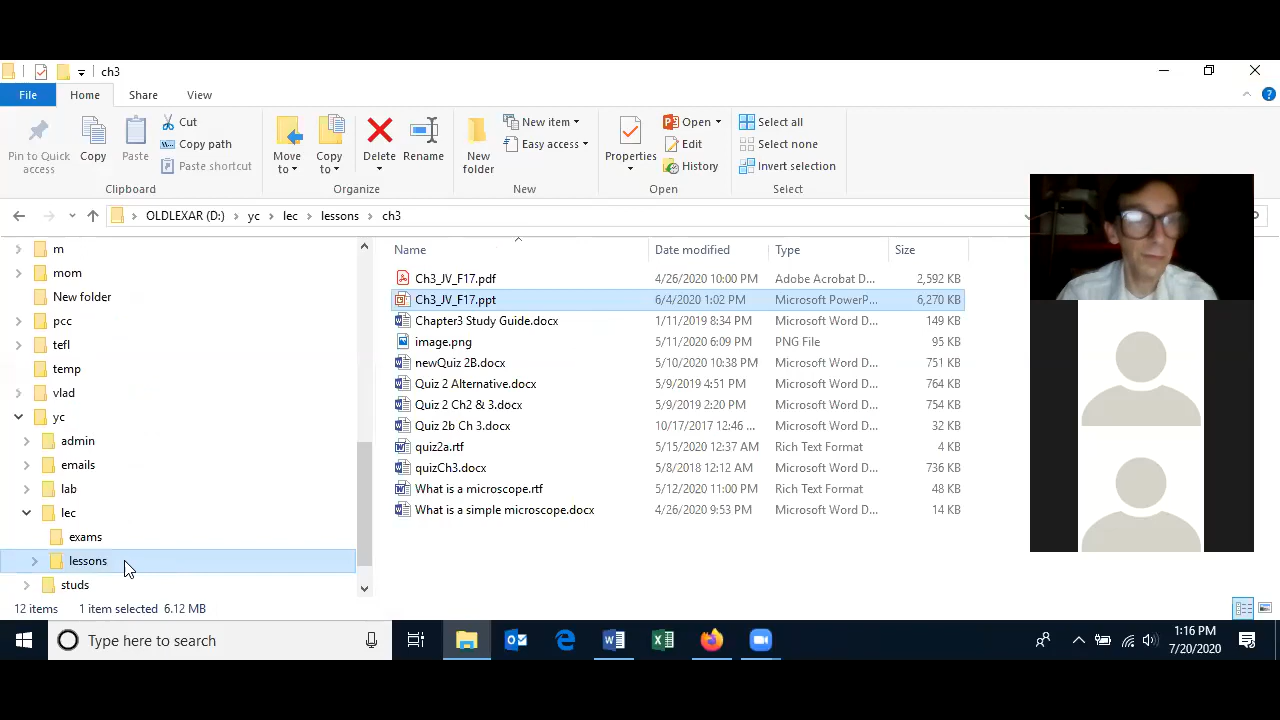 ch3
File Home Share View
Pin to Quick access
Copy
Paste
Cut
Copy path
Paste shortcut
Clipboard
Move to
Copy to
Delete
Rename
Organize
New folder
New item
Easy access
New
Properties
Open
Edit
History
Open
Select all
Select none
Invert selection
Select
OLDLEXAR (D:) > yc > lec > lessons > ch3
m
mom
New folder
pcc
tefl
temp
vlad
yc
admin
emails
lab
lec
exams
lessons
studs
Name Date modified Type Size
Ch3_JV_F17.pdf 4/26/2020 10:00 PM Adobe Acrobat D... 2,592 KB
Ch3_JV_F17.ppt 6/4/2020 1:02 PM Microsoft PowerP... 6,270 KB
Chapter3 Study Guide.docx 1/11/2019 8:34 PM Microsoft Word D... 149 KB
image.png 5/11/2020 6:09 PM PNG File 95 KB
newQuiz 2B.docx 5/10/2020 10:38 PM Microsoft Word D... 751 KB
Quiz 2 Alternative.docx 5/9/2019 4:51 PM Microsoft Word D... 764 KB
Quiz 2 Ch2 & 3.docx 5/9/2019 2:20 PM Microsoft Word D... 754 KB
Quiz 2b Ch 3.docx 10/17/2017 12:46 ... Microsoft Word D... 32 KB
quiz2a.rtf 5/15/2020 12:37 AM Rich Text Format 4 KB
quizCh3.docx 5/8/2018 12:12 AM Microsoft Word D... 736 KB
What is a microscope.rtf 5/12/2020 11:00 PM Rich Text Format 48 KB
What is a simple microscope.docx 4/26/2020 9:53 PM Microsoft Word D... 14 KB
12 items 1 item selected 6.12 MB
Type here to search
1:16 PM
7/20/2020